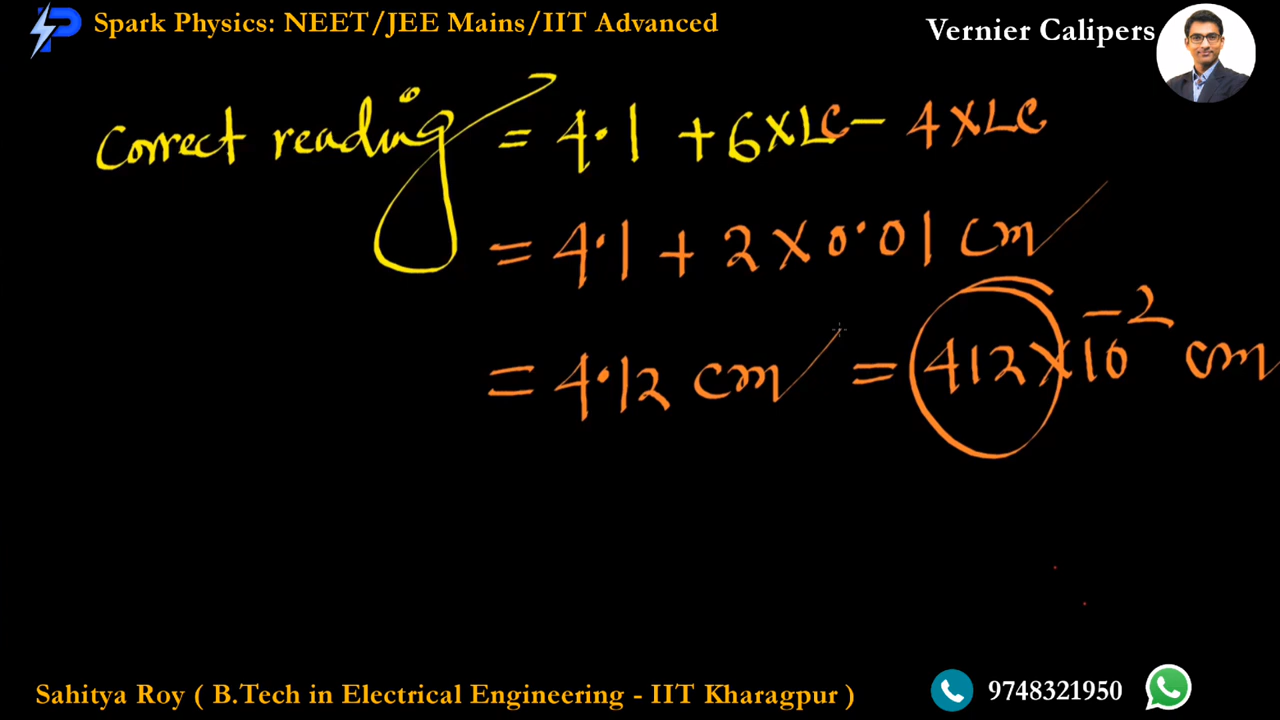 Spark Physics: NEET/JEE Mains/IIT Advanced
Vernier Calipers
Correct reading = 4.1 + 6×LC − 4×LC
= 4.1 + 2×0.01 cm
= 4.12 cm = 412×10⁻² cm
Sahitya Roy ( B.Tech in Electrical Engineering - IIT Kharagpur )
9748321950